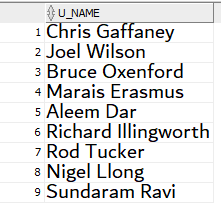 U_NAME
1 Chris Gaffaney
2 Joel Wilson
3 Bruce Oxenford
4 Marais Erasmus
5 Aleem Dar
6 Richard Illingworth
7 Rod Tucker
8 Nigel Llong
9 Sundaram Ravi